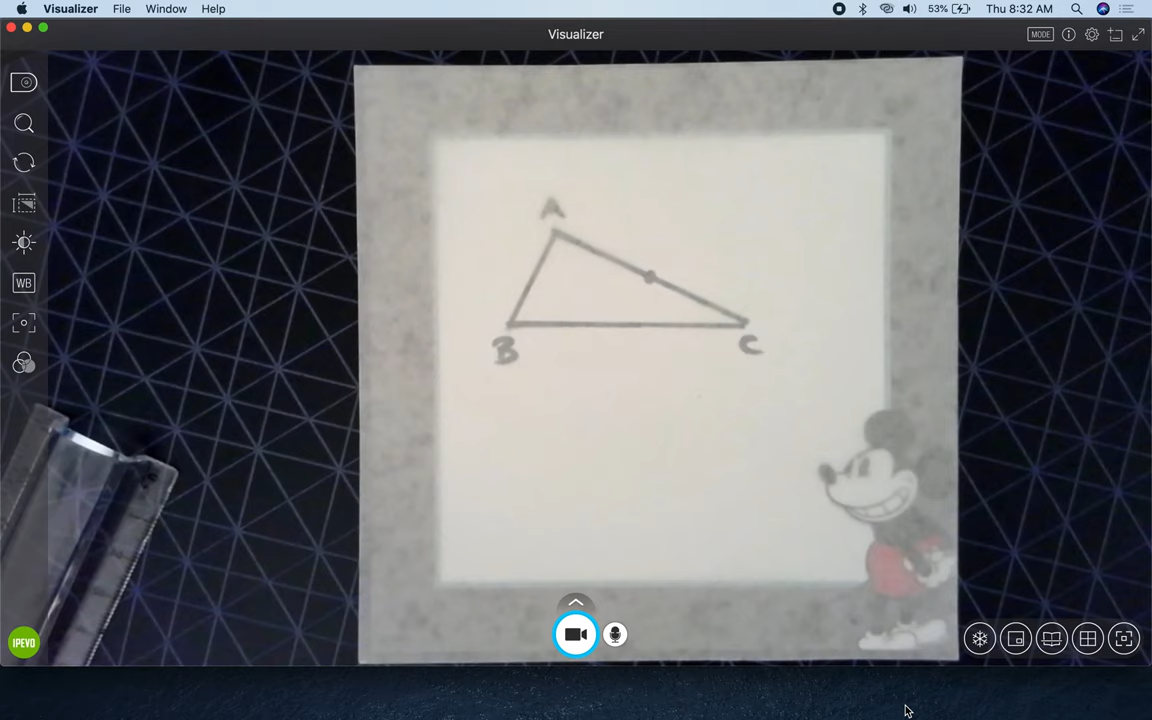 Visualizer File Window Help 53% Thu 8:32 AM
Visualizer MODE
WB
A
B C
IPEVO